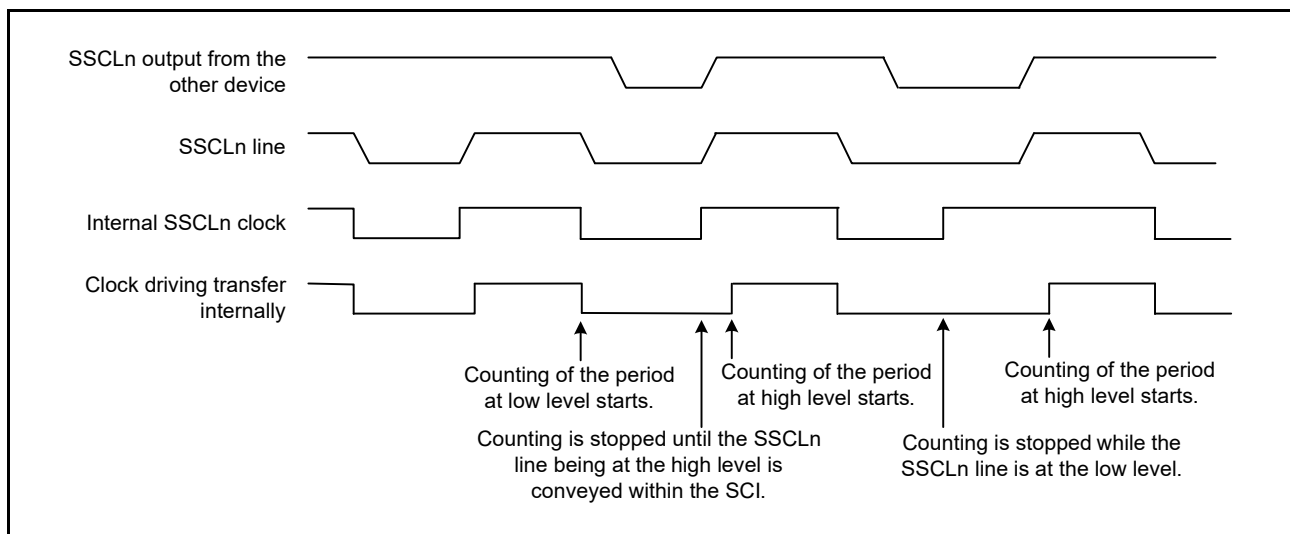 SSCLn output from the
other device
SSCLn line
Internal SSCLn clock
Clock driving transfer
internally
Counting of the period
at low level starts.
Counting of the period
at high level starts.
Counting of the period
at high level starts.
Counting is stopped until the SSCLn
line being at the high level is
conveyed within the SCI.
Counting is stopped while the
SSCLn line is at the low level.